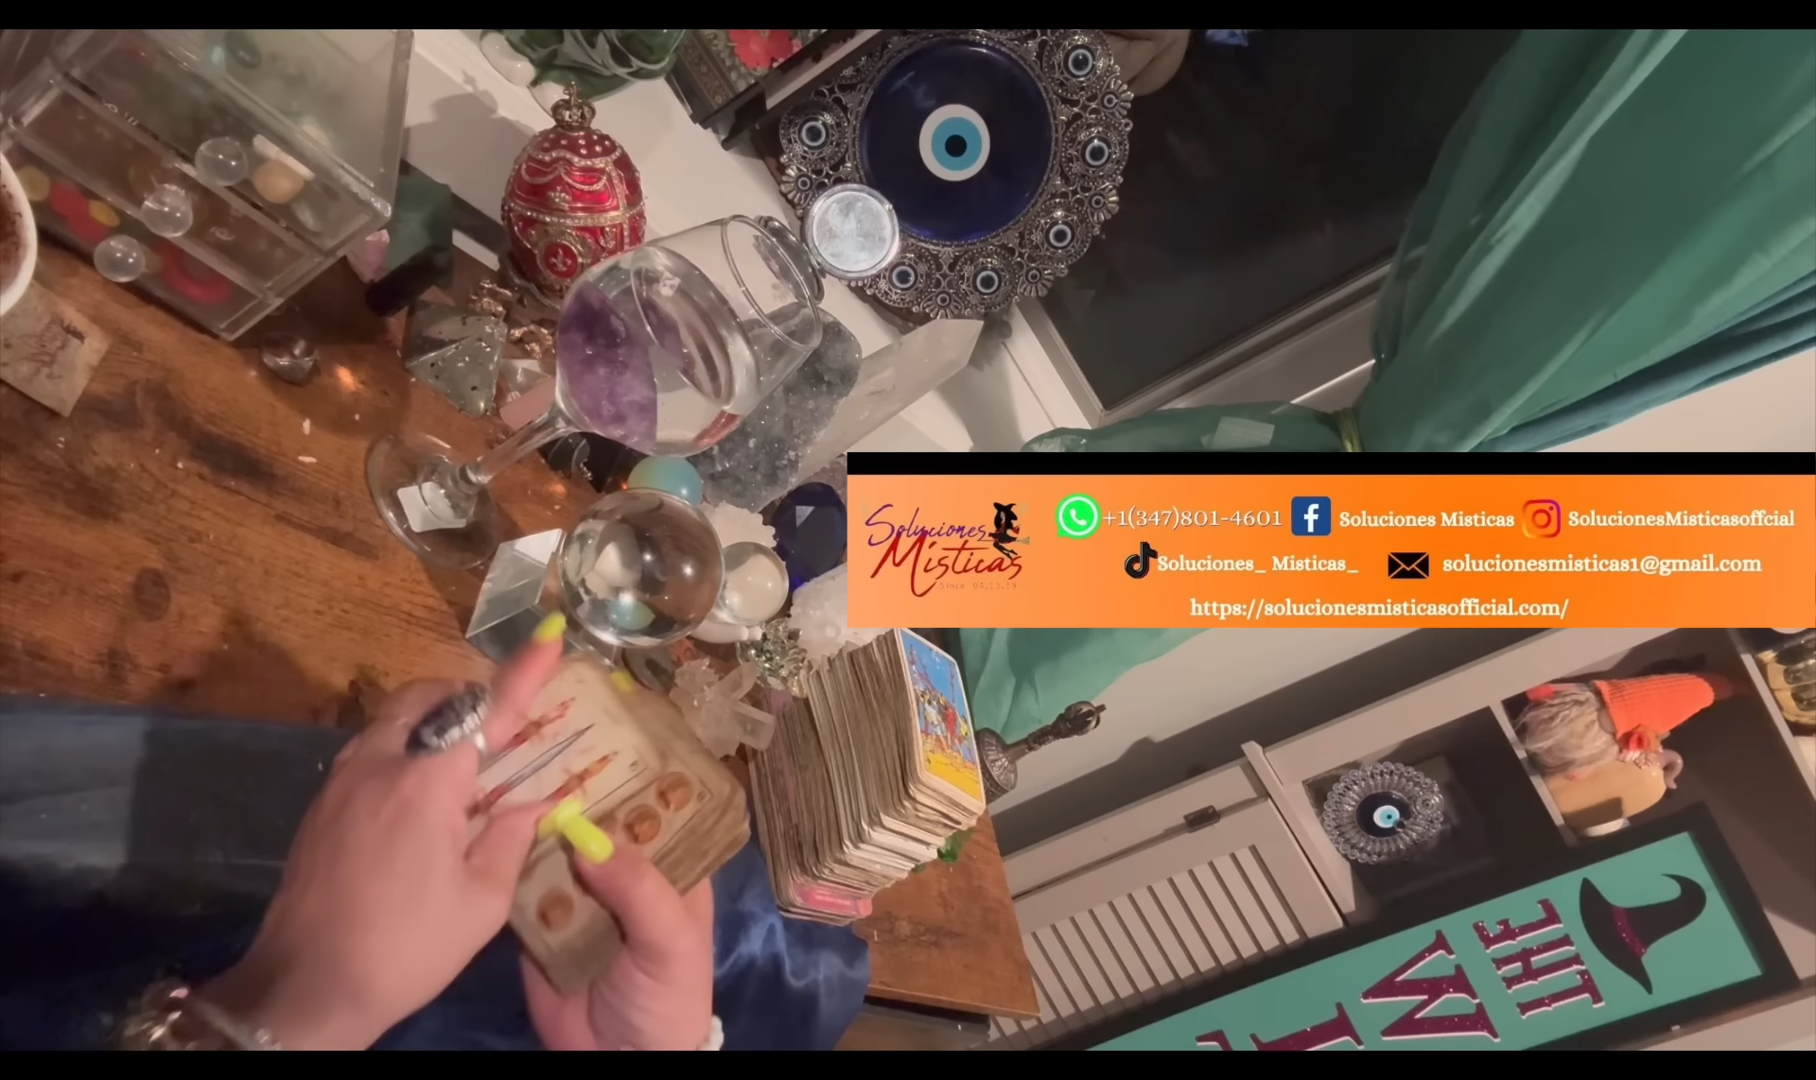 Soluciones
Místicas
Since 04.13.19
+1(347)801-4601 Soluciones Misticas SolucionesMisticasoffcial
Soluciones_ Misticas_ solucionesmisticas1@gmail.com
https://solucionesmisticasofficial.com/
THE